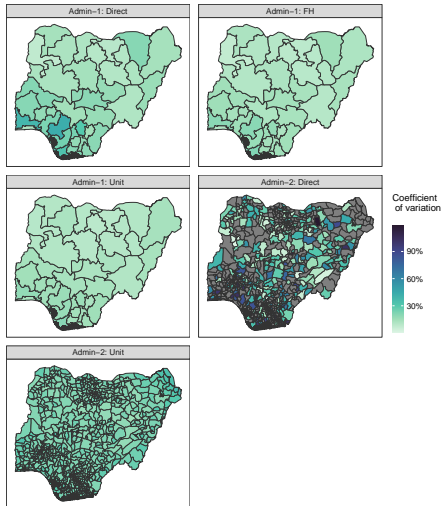 Admin−1: Direct
Admin−1: FH
Admin−1: Unit
Admin−2: Direct
Coefficient
of variation
90%
60%
30%
Admin−2: Unit